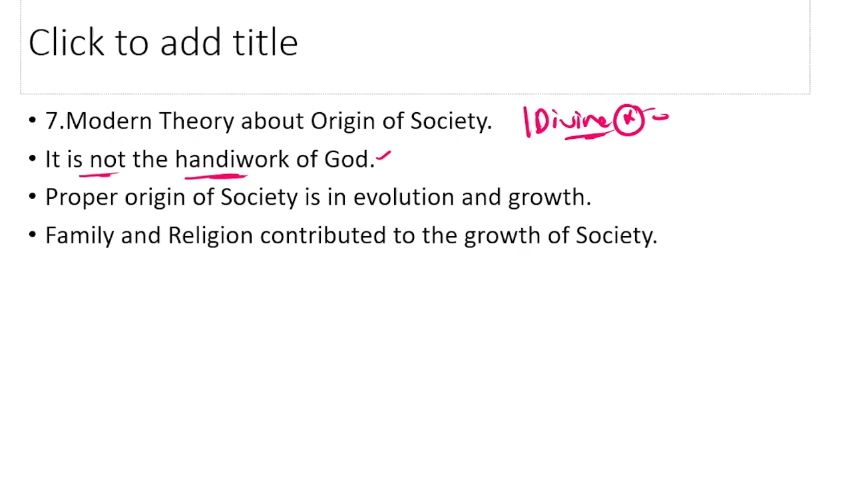 Click to add title
• 7.Modern Theory about Origin of Society. Divine
• It is not the handiwork of God.
• Proper origin of Society is in evolution and growth.
• Family and Religion contributed to the growth of Society.